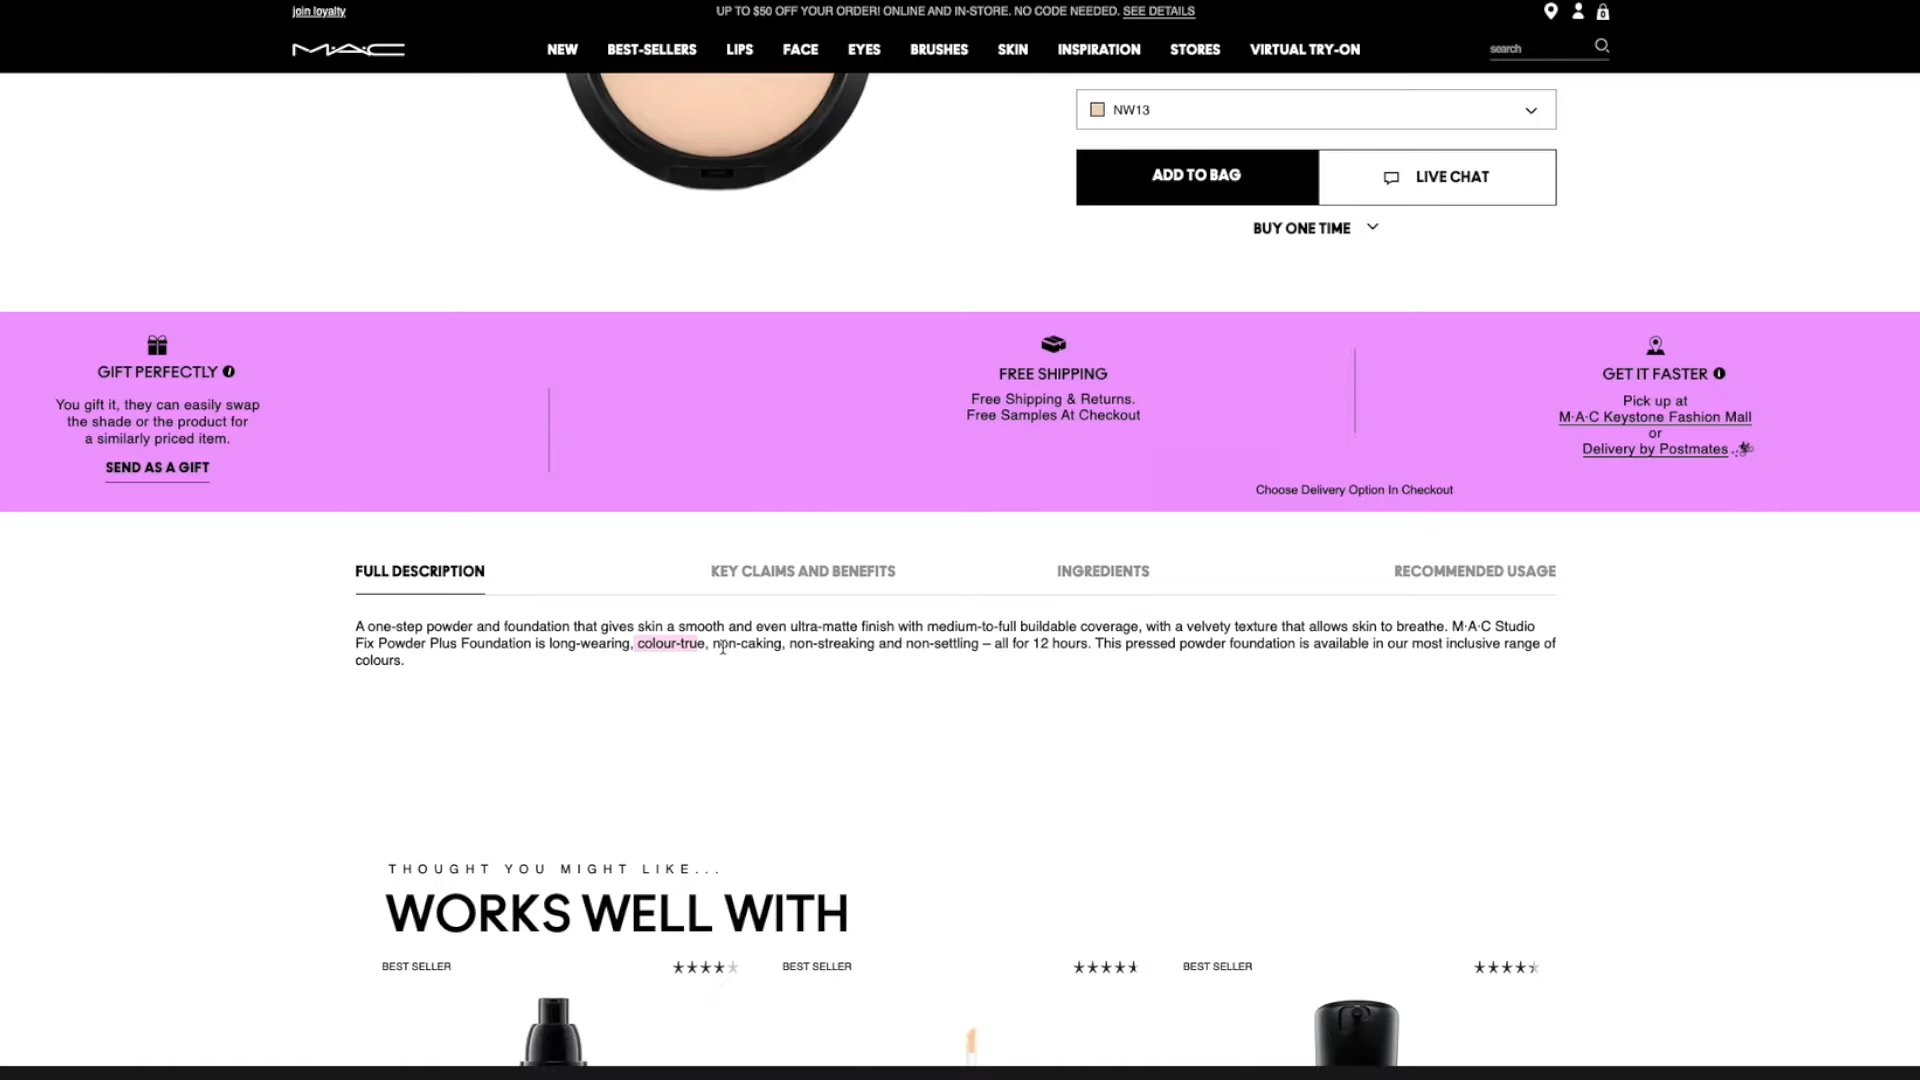 join loyalty
UP TO $50 OFF YOUR ORDER! ONLINE AND IN-STORE. NO CODE NEEDED. SEE DETAILS
0
M·A·C
NEW BEST-SELLERS LIPS FACE EYES BRUSHES SKIN INSPIRATION STORES VIRTUAL TRY-ON
search
NW13
ADD TO BAG
LIVE CHAT
BUY ONE TIME
GIFT PERFECTLY
You gift it, they can easily swap
the shade or the product for
a similarly priced item.
SEND AS A GIFT
FREE SHIPPING
Free Shipping & Returns.
Free Samples At Checkout
GET IT FASTER
Pick up at
M·A·C Keystone Fashion Mall
or
Delivery by Postmates
Choose Delivery Option In Checkout
FULL DESCRIPTION KEY CLAIMS AND BENEFITS INGREDIENTS RECOMMENDED USAGE
A one-step powder and foundation that gives skin a smooth and even ultra-matte finish with medium-to-full buildable coverage, with a velvety texture that allows skin to breathe. M·A·C Studio
Fix Powder Plus Foundation is long-wearing, colour-true, non-caking, non-streaking and non-settling – all for 12 hours. This pressed powder foundation is available in our most inclusive range of
colours.
THOUGHT YOU MIGHT LIKE...
WORKS WELL WITH
BEST SELLER
BEST SELLER
BEST SELLER